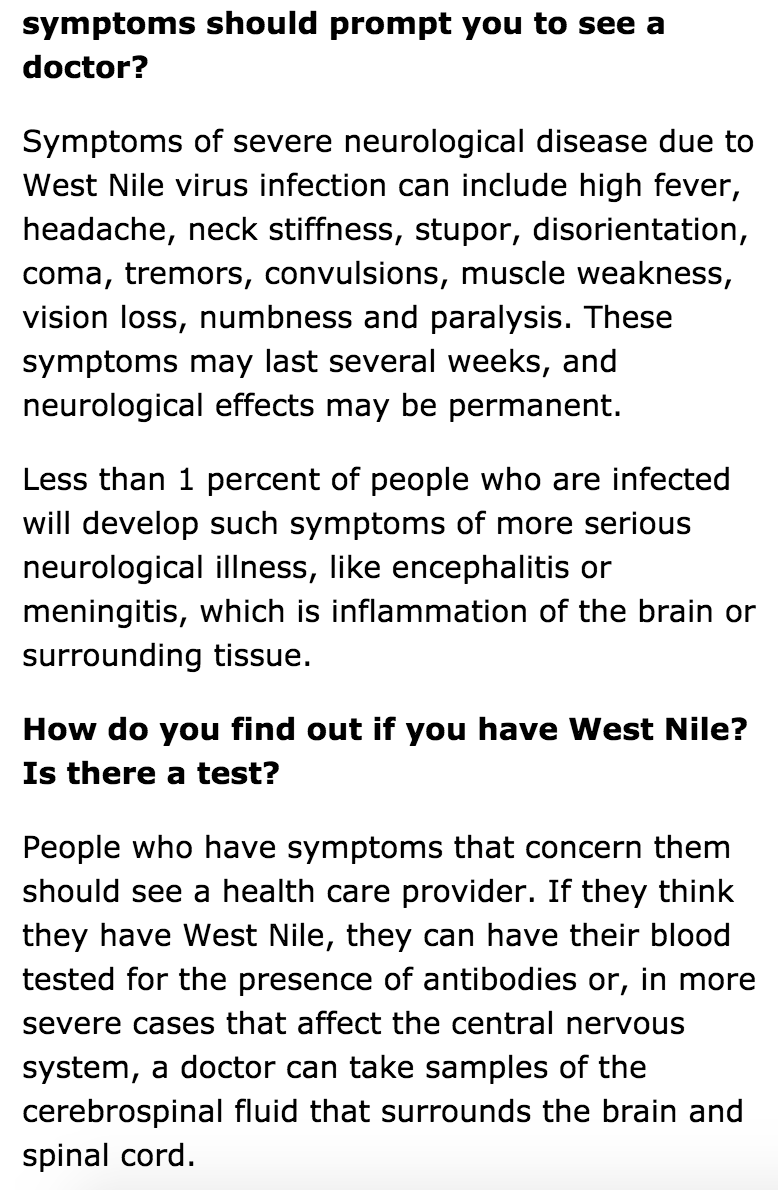 symptoms should prompt you to see a
doctor?
Symptoms of severe neurological disease due to
West Nile virus infection can include high fever,
headache, neck stiffness, stupor, disorientation,
coma, tremors, convulsions, muscle weakness,
vision loss, numbness and paralysis. These
symptoms may last several weeks, and
neurological effects may be permanent.
Less than 1 percent of people who are infected
will develop such symptoms of more serious
neurological illness, like encephalitis or
meningitis, which is inflammation of the brain or
surrounding tissue.
How do you find out if you have West Nile?
Is there a test?
People who have symptoms that concern them
should see a health care provider. If they think
they have West Nile, they can have their blood
tested for the presence of antibodies or, in more
severe cases that affect the central nervous
system, a doctor can take samples of the
cerebrospinal fluid that surrounds the brain and
spinal cord.